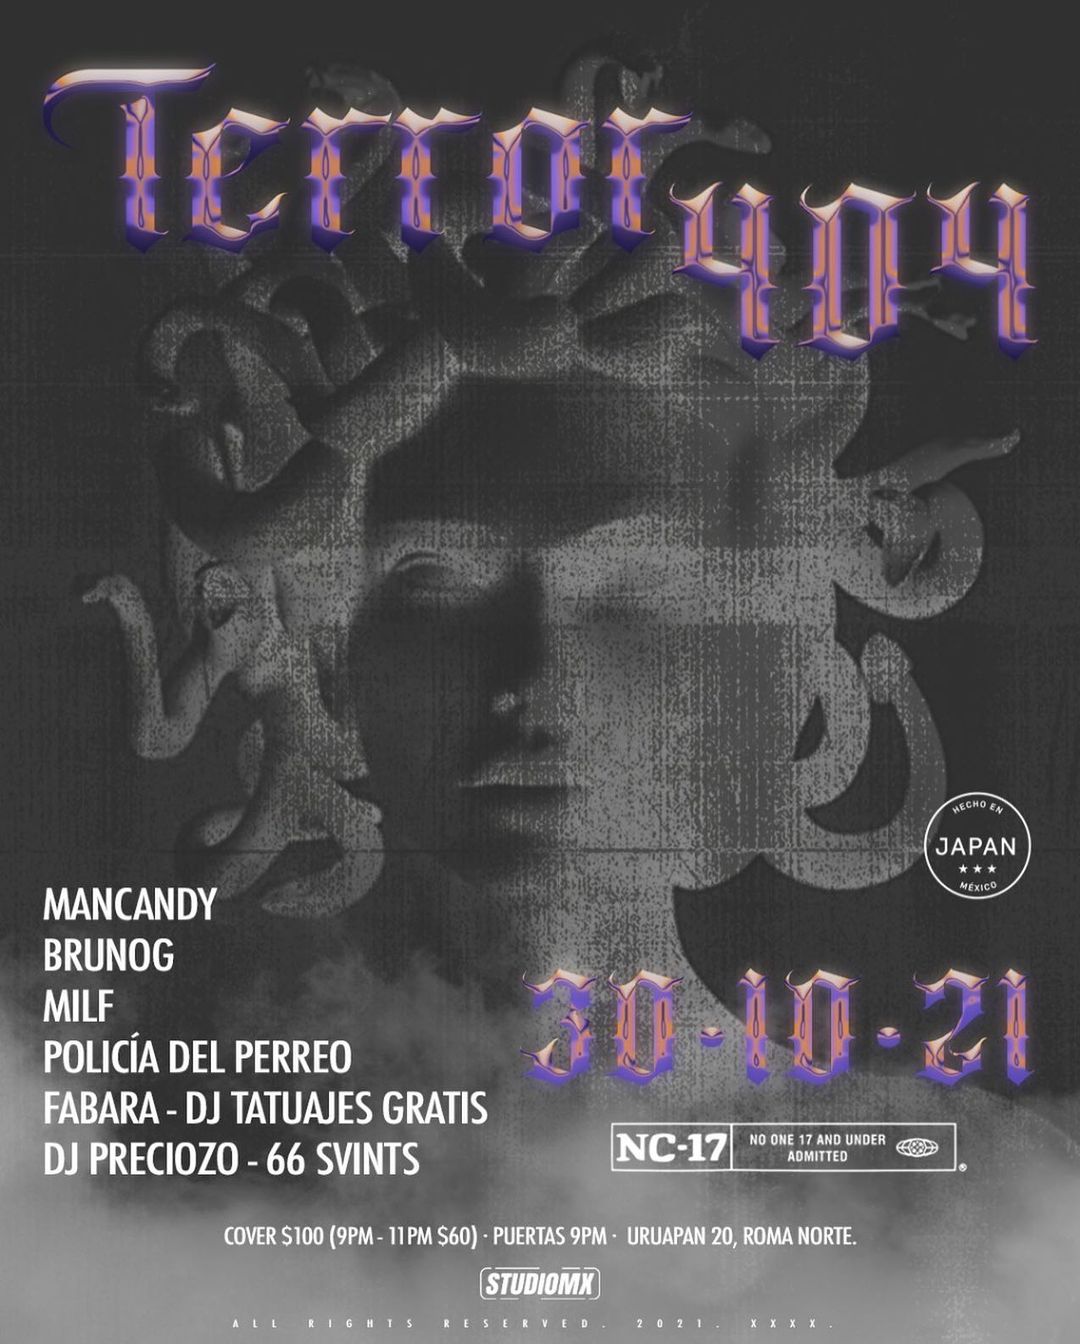 Terror
404
HECHO EN
JAPAN
MÉXICO
MANCANDY
BRUNOG
MILF
POLICÍA DEL PERREO
FABARA - DJ TATUAJES GRATIS
DJ PRECIOZO - 66 SVINTS
30·10·21
NC-17
NO ONE 17 AND UNDER
ADMITTED
®
COVER $100 (9PM - 11PM $60) · PUERTAS 9PM · URUAPAN 20, ROMA NORTE.
STUDIOMX
ALL RIGHTS RESERVED. 2021. XXXX.